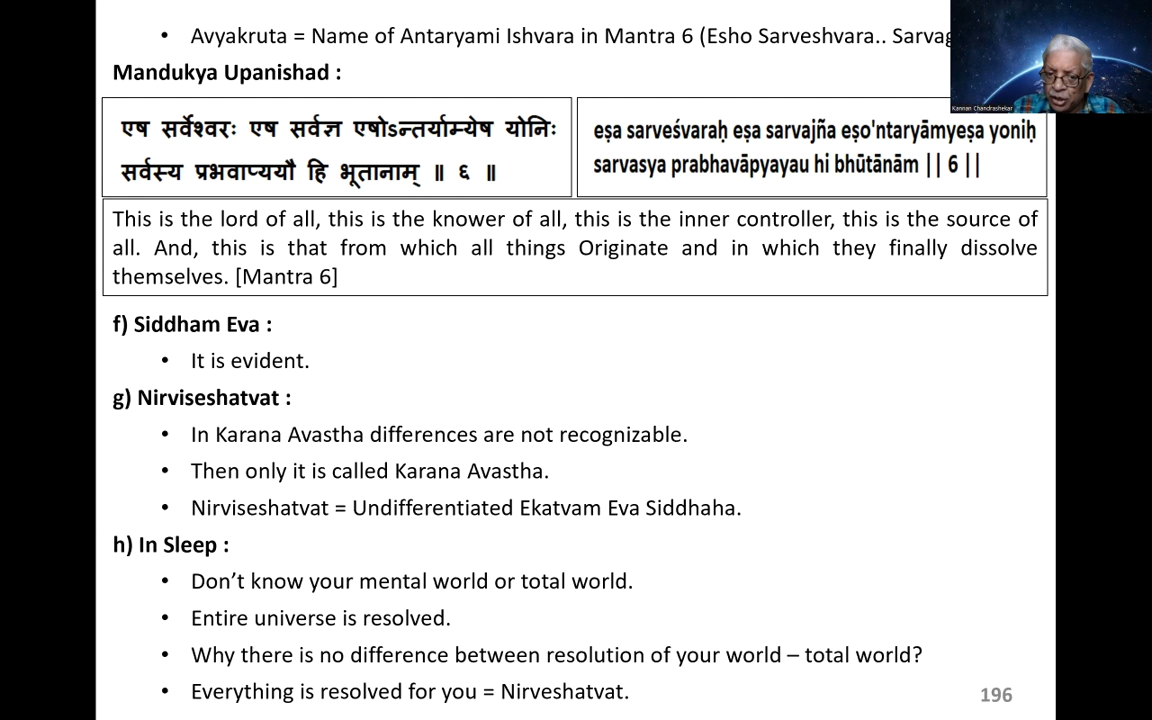 • Avyakruta = Name of Antaryami Ishvara in Mantra 6 (Esho Sarveshvara..
Kannan Chandrashekar
Mandukya Upanishad :
एष सर्वेश्वरः एष सर्वज्ञ एषोऽन्तर्याम्येष योनिः
सर्वस्य प्रभवाप्ययौ हि भूतानाम् ॥ ६ ॥
eṣa sarveśvaraḥ eṣa sarvajña eṣo'ntaryāmyeṣa yoniḥ
sarvasya prabhavāpyayau hi bhūtānām || 6 ||
This is the lord of all, this is the knower of all, this is the inner controller, this is the source of
all. And, this is that from which all things Originate and in which they finally dissolve
themselves. [Mantra 6]
f) Siddham Eva :
• It is evident.
g) Nirviseshatvat :
• In Karana Avastha differences are not recognizable.
• Then only it is called Karana Avastha.
• Nirviseshatvat = Undifferentiated Ekatvam Eva Siddhaha.
h) In Sleep :
• Don't know your mental world or total world.
• Entire universe is resolved.
• Why there is no difference between resolution of your world – total world?
• Everything is resolved for you = Nirveshatvat.
196